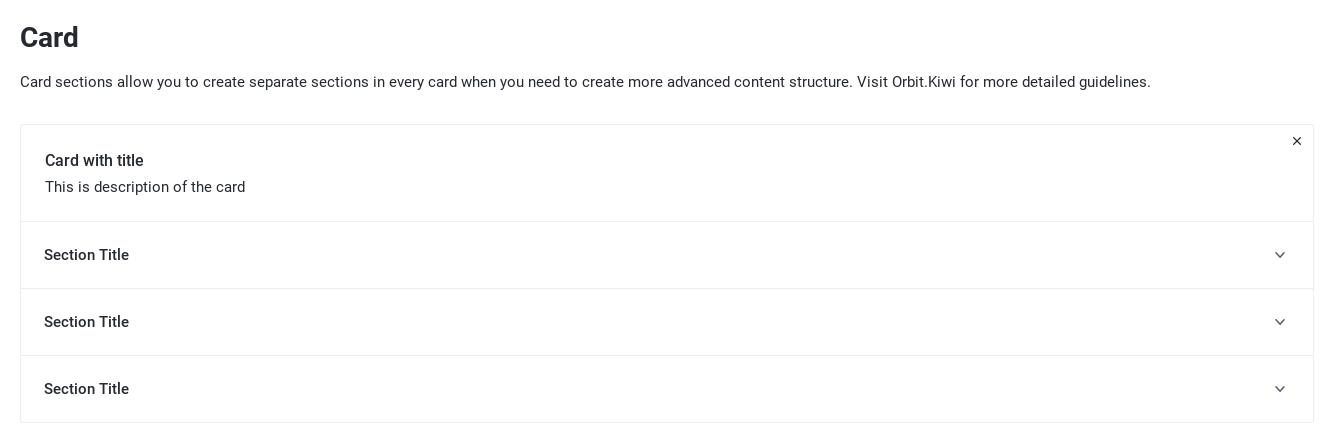 Card
Card sections allow you to create separate sections in every card when you need to create more advanced content structure. Visit Orbit.Kiwi for more detailed guidelines.
Card with title
This is description of the card
Section Title
Section Title
Section Title